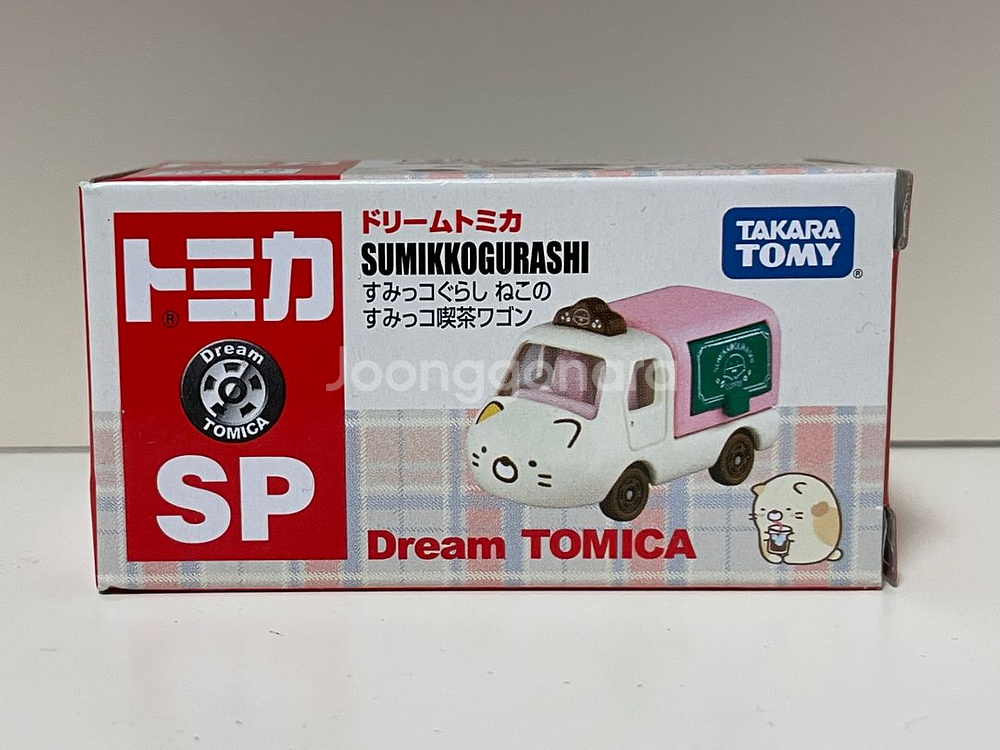 トミカ
®
Dream
TOMICA
SP
ドリームトミカ
SUMIKKOGURASHI
すみっコぐらし ねこの
すみっコ喫茶ワゴン
TAKARA
TOMY
®
Joonggonara
Dream TOMICA